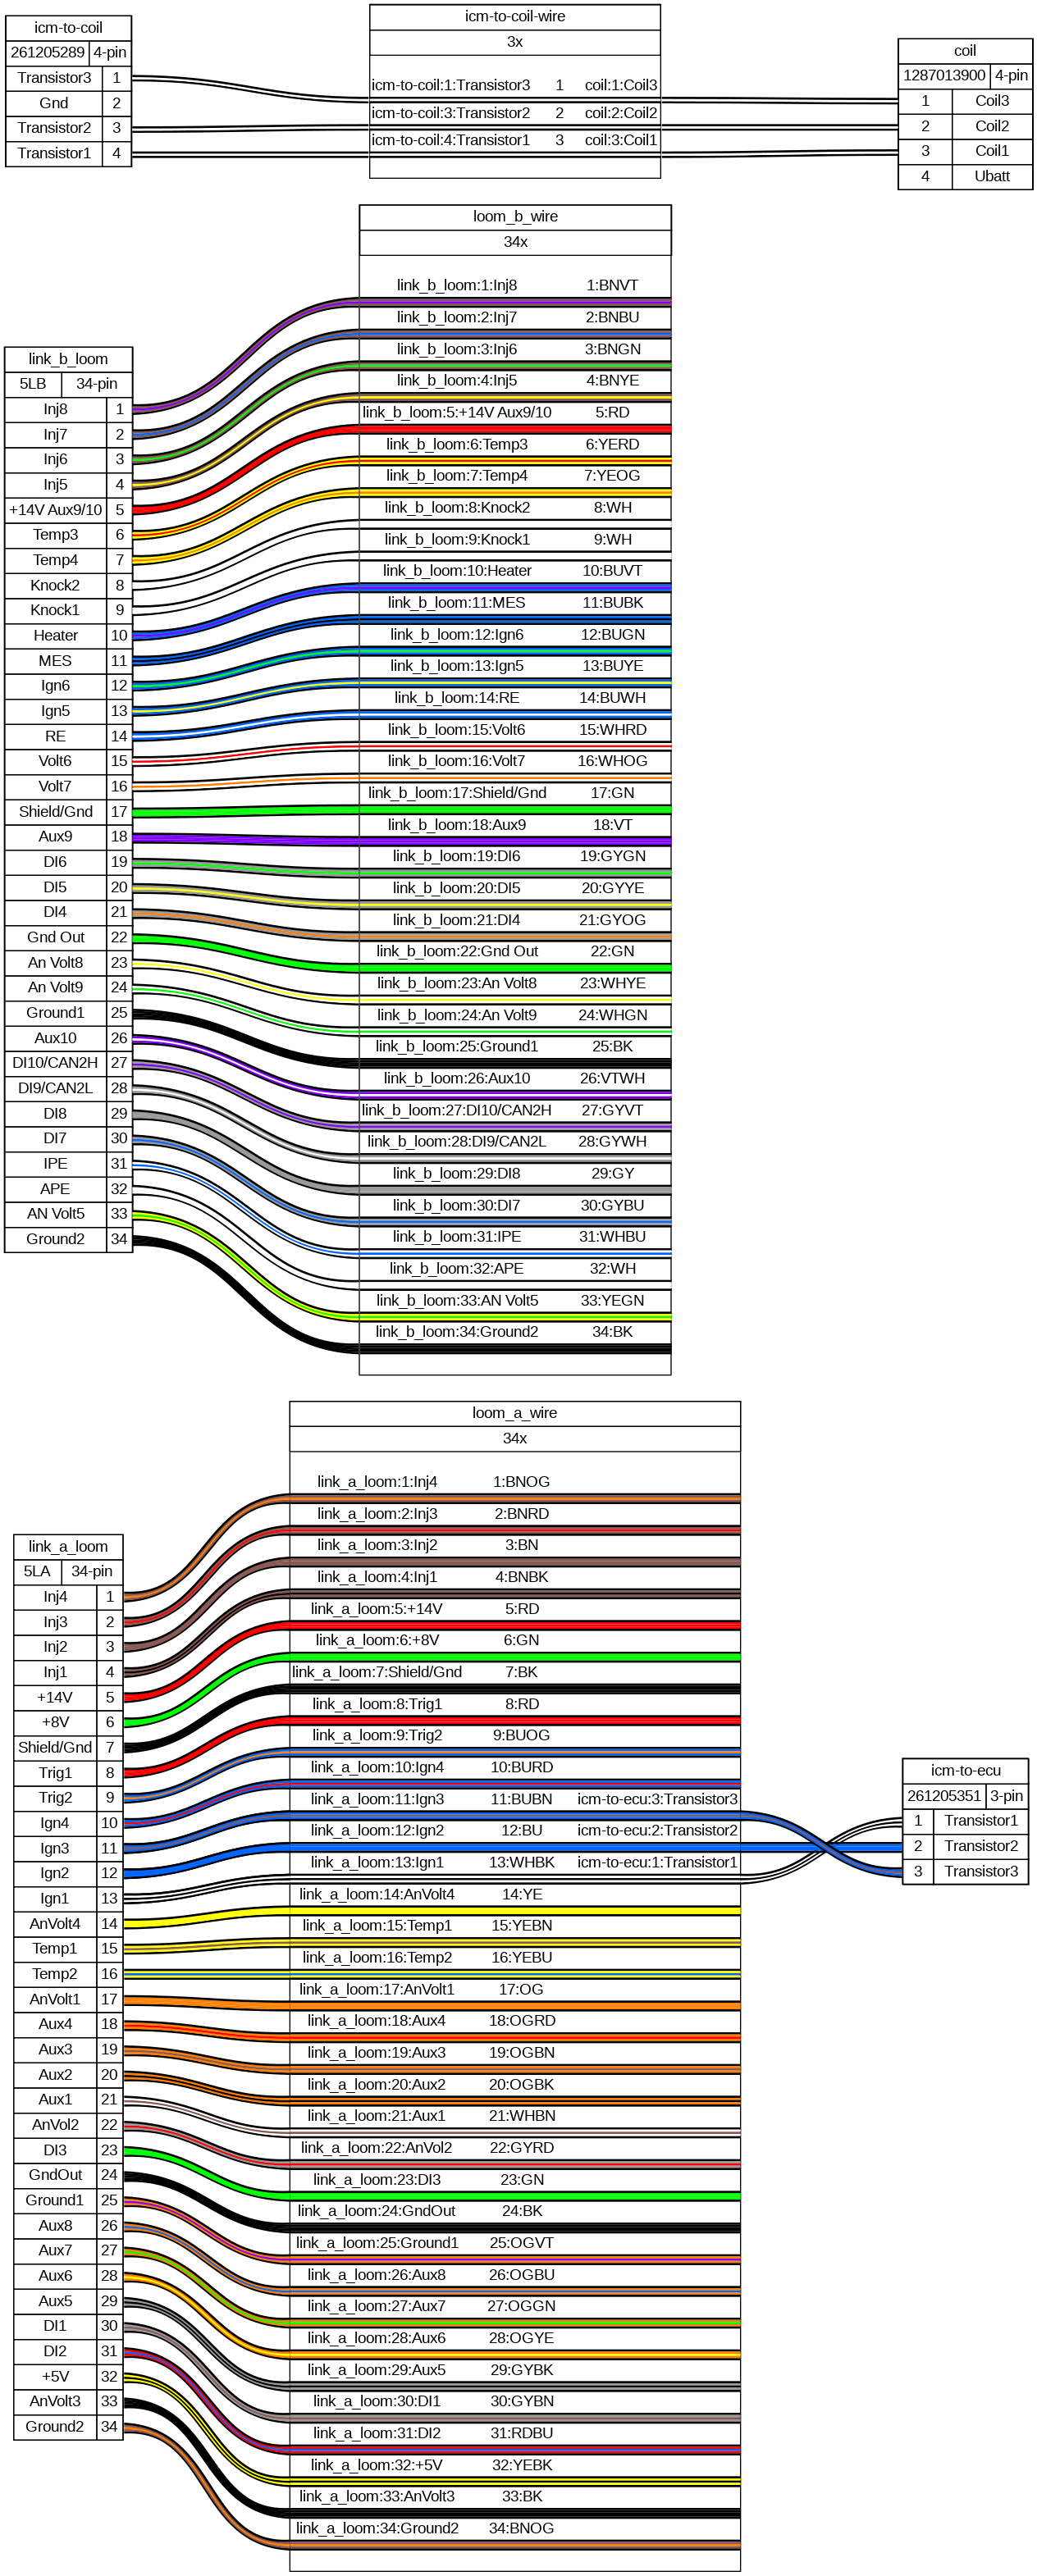 icm-to-coil
261205289 4-pin
Transistor3 1
Gnd 2
Transistor2 3
Transistor1 4
icm-to-coil-wire
3x
icm-to-coil:1:Transistor3 1 coil:1:Coil3
icm-to-coil:3:Transistor2 2 coil:2:Coil2
icm-to-coil:4:Transistor1 3 coil:3:Coil1
coil
1287013900 4-pin
1 Coil3
2 Coil2
3 Coil1
4 Ubatt
link_b_loom
5LB 34-pin
Inj8 1
Inj7 2
Inj6 3
Inj5 4
+14V Aux9/10 5
Temp3 6
Temp4 7
Knock2 8
Knock1 9
Heater 10
MES 11
Ign6 12
Ign5 13
RE 14
Volt6 15
Volt7 16
Shield/Gnd 17
Aux9 18
DI6 19
DI5 20
DI4 21
Gnd Out 22
An Volt8 23
An Volt9 24
Ground1 25
Aux10 26
DI10/CAN2H 27
DI9/CAN2L 28
DI8 29
DI7 30
IPE 31
APE 32
AN Volt5 33
Ground2 34
loom_b_wire
34x
link_b_loom:1:Inj8 1:BNVT
link_b_loom:2:Inj7 2:BNBU
link_b_loom:3:Inj6 3:BNGN
link_b_loom:4:Inj5 4:BNYE
link_b_loom:5:+14V Aux9/10 5:RD
link_b_loom:6:Temp3 6:YERD
link_b_loom:7:Temp4 7:YEOG
link_b_loom:8:Knock2 8:WH
link_b_loom:9:Knock1 9:WH
link_b_loom:10:Heater 10:BUVT
link_b_loom:11:MES 11:BUBK
link_b_loom:12:Ign6 12:BUGN
link_b_loom:13:Ign5 13:BUYE
link_b_loom:14:RE 14:BUWH
link_b_loom:15:Volt6 15:WHRD
link_b_loom:16:Volt7 16:WHOG
link_b_loom:17:Shield/Gnd 17:GN
link_b_loom:18:Aux9 18:VT
link_b_loom:19:DI6 19:GYGN
link_b_loom:20:DI5 20:GYYE
link_b_loom:21:DI4 21:GYOG
link_b_loom:22:Gnd Out 22:GN
link_b_loom:23:An Volt8 23:WHYE
link_b_loom:24:An Volt9 24:WHGN
link_b_loom:25:Ground1 25:BK
link_b_loom:26:Aux10 26:VTWH
link_b_loom:27:DI10/CAN2H 27:GYVT
link_b_loom:28:DI9/CAN2L 28:GYWH
link_b_loom:29:DI8 29:GY
link_b_loom:30:DI7 30:GYBU
link_b_loom:31:IPE 31:WHBU
link_b_loom:32:APE 32:WH
link_b_loom:33:AN Volt5 33:YEGN
link_b_loom:34:Ground2 34:BK
link_a_loom
5LA 34-pin
Inj4 1
Inj3 2
Inj2 3
Inj1 4
+14V 5
+8V 6
Shield/Gnd 7
Trig1 8
Trig2 9
Ign4 10
Ign3 11
Ign2 12
Ign1 13
AnVolt4 14
Temp1 15
Temp2 16
AnVolt1 17
Aux4 18
Aux3 19
Aux2 20
Aux1 21
AnVol2 22
DI3 23
GndOut 24
Ground1 25
Aux8 26
Aux7 27
Aux6 28
Aux5 29
DI1 30
DI2 31
+5V 32
AnVolt3 33
Ground2 34
loom_a_wire
34x
link_a_loom:1:Inj4 1:BNOG
link_a_loom:2:Inj3 2:BNRD
link_a_loom:3:Inj2 3:BN
link_a_loom:4:Inj1 4:BNBK
link_a_loom:5:+14V 5:RD
link_a_loom:6:+8V 6:GN
link_a_loom:7:Shield/Gnd 7:BK
link_a_loom:8:Trig1 8:RD
link_a_loom:9:Trig2 9:BUOG
link_a_loom:10:Ign4 10:BURD
link_a_loom:11:Ign3 11:BUBN icm-to-ecu:3:Transistor3
link_a_loom:12:Ign2 12:BU icm-to-ecu:2:Transistor2
link_a_loom:13:Ign1 13:WHBK icm-to-ecu:1:Transistor1
link_a_loom:14:AnVolt4 14:YE
link_a_loom:15:Temp1 15:YEBN
link_a_loom:16:Temp2 16:YEBU
link_a_loom:17:AnVolt1 17:OG
link_a_loom:18:Aux4 18:OGRD
link_a_loom:19:Aux3 19:OGBN
link_a_loom:20:Aux2 20:OGBK
link_a_loom:21:Aux1 21:WHBN
link_a_loom:22:AnVol2 22:GYRD
link_a_loom:23:DI3 23:GN
link_a_loom:24:GndOut 24:BK
link_a_loom:25:Ground1 25:OGVT
link_a_loom:26:Aux8 26:OGBU
link_a_loom:27:Aux7 27:OGGN
link_a_loom:28:Aux6 28:OGYE
link_a_loom:29:Aux5 29:GYBK
link_a_loom:30:DI1 30:GYBN
link_a_loom:31:DI2 31:RDBU
link_a_loom:32:+5V 32:YEBK
link_a_loom:33:AnVolt3 33:BK
link_a_loom:34:Ground2 34:BNOG
icm-to-ecu
261205351 3-pin
1 Transistor1
2 Transistor2
3 Transistor3